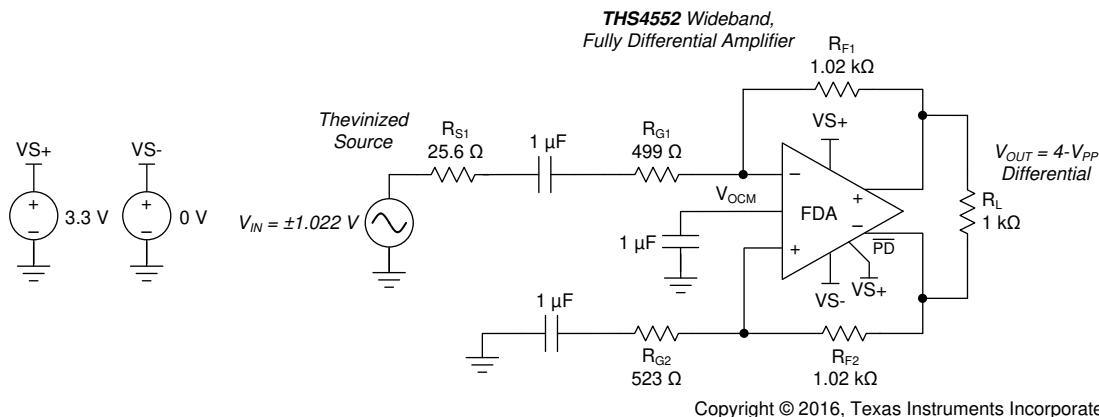 THS4552 Wideband,
Fully Differential Amplifier
RF1
1.02 kΩ
Thevinized
Source
RS1
25.6 Ω
1 µF
RG1
499 Ω
VS+
VS-
VS+
3.3 V
0 V
VIN = ±1.022 V
VOCM
FDA
−
+
+
−
PD
VOUT = 4-VPP
Differential
RL
1 kΩ
1 µF
VS-
VS+
1 µF
RG2
523 Ω
RF2
1.02 kΩ
Copyright © 2016, Texas Instruments Incorporate